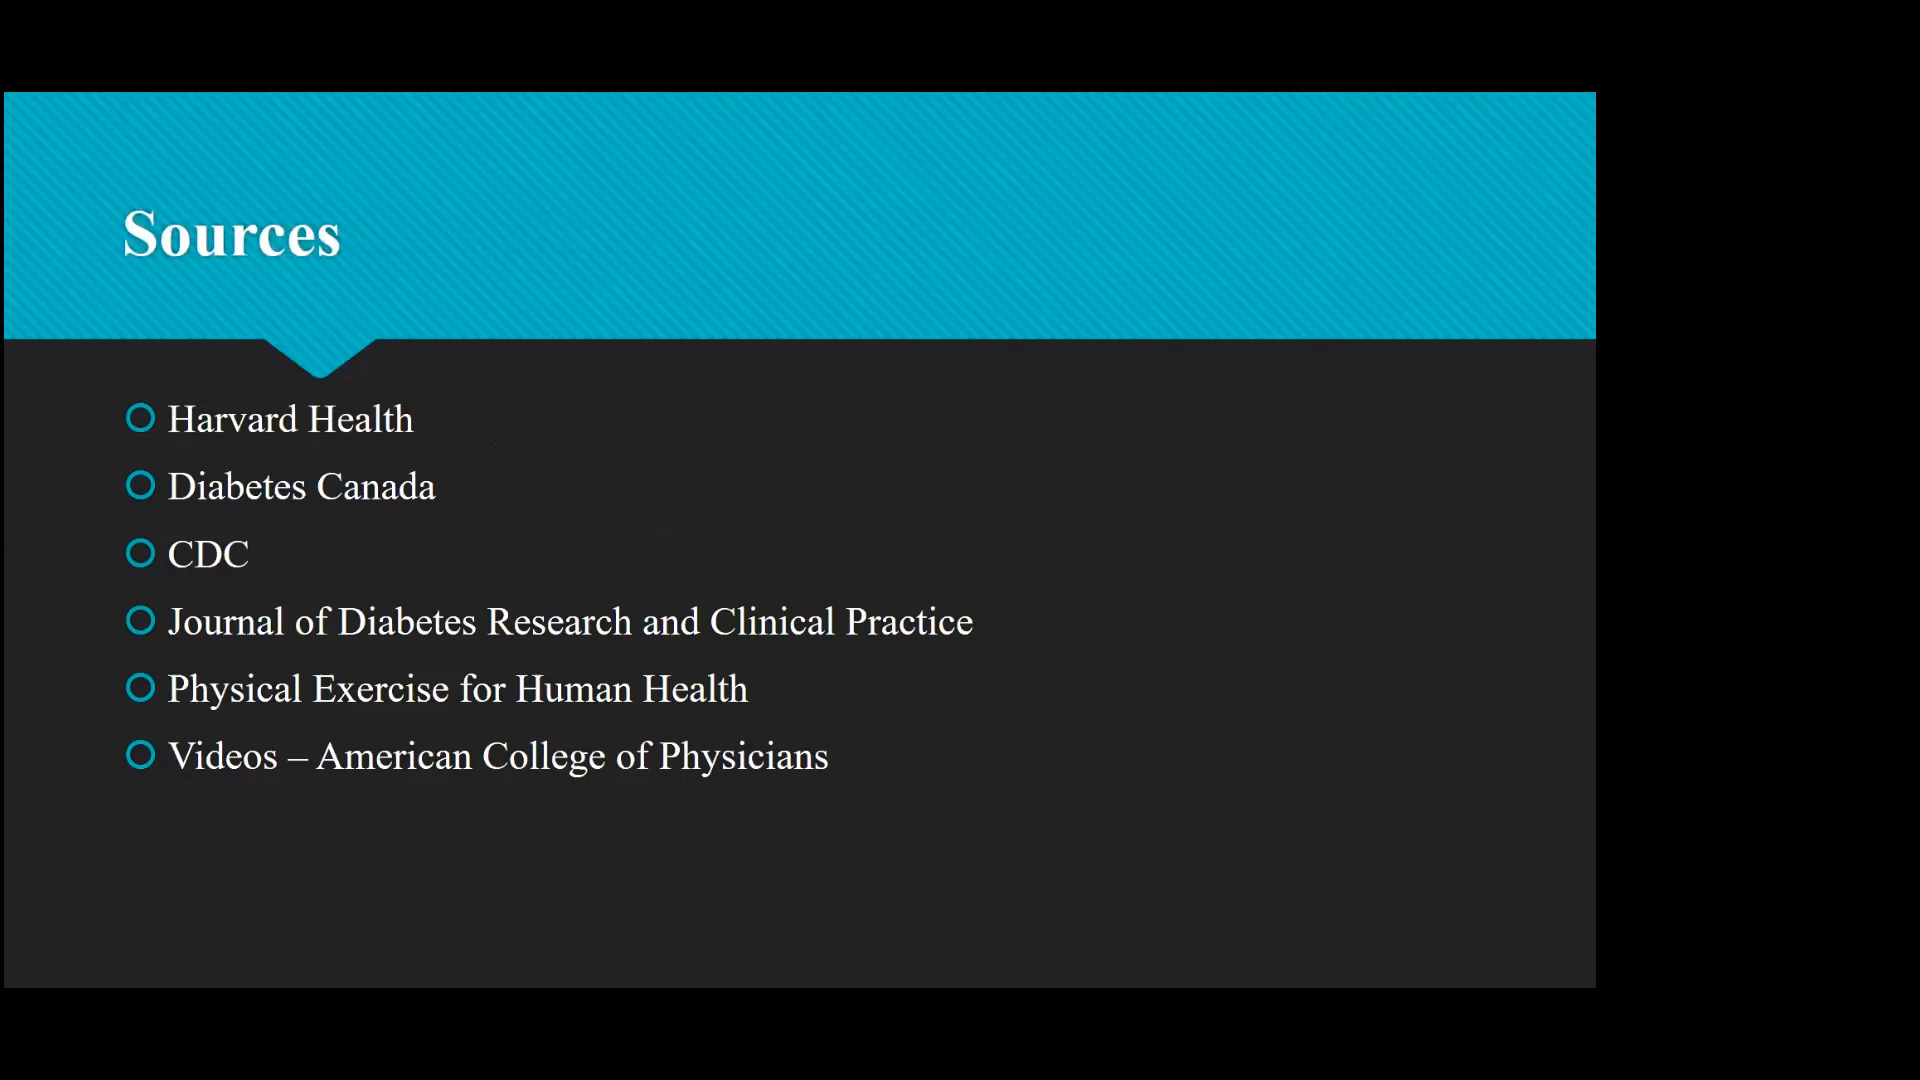 Sources
Harvard Health
Diabetes Canada
CDC
Journal of Diabetes Research and Clinical Practice
Physical Exercise for Human Health
Videos – American College of Physicians